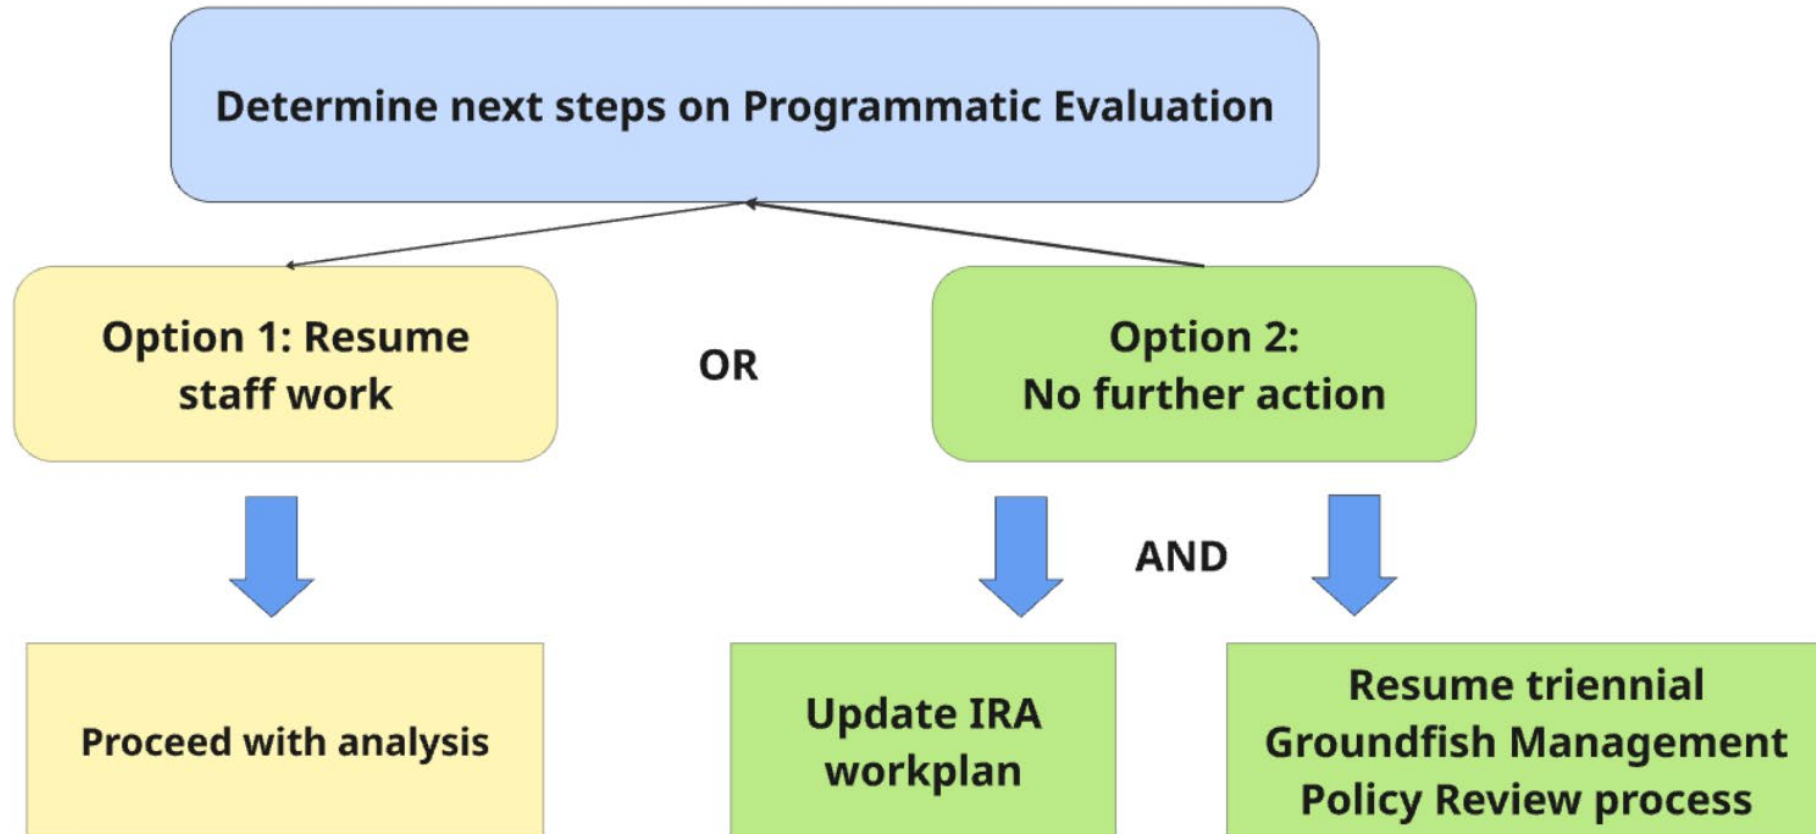 Determine next steps on Programmatic Evaluation
Option 1: Resume
staff work
OR
Option 2:
No further action
AND
Proceed with analysis
Update IRA
workplan
Resume triennial
Groundfish Management
Policy Review process